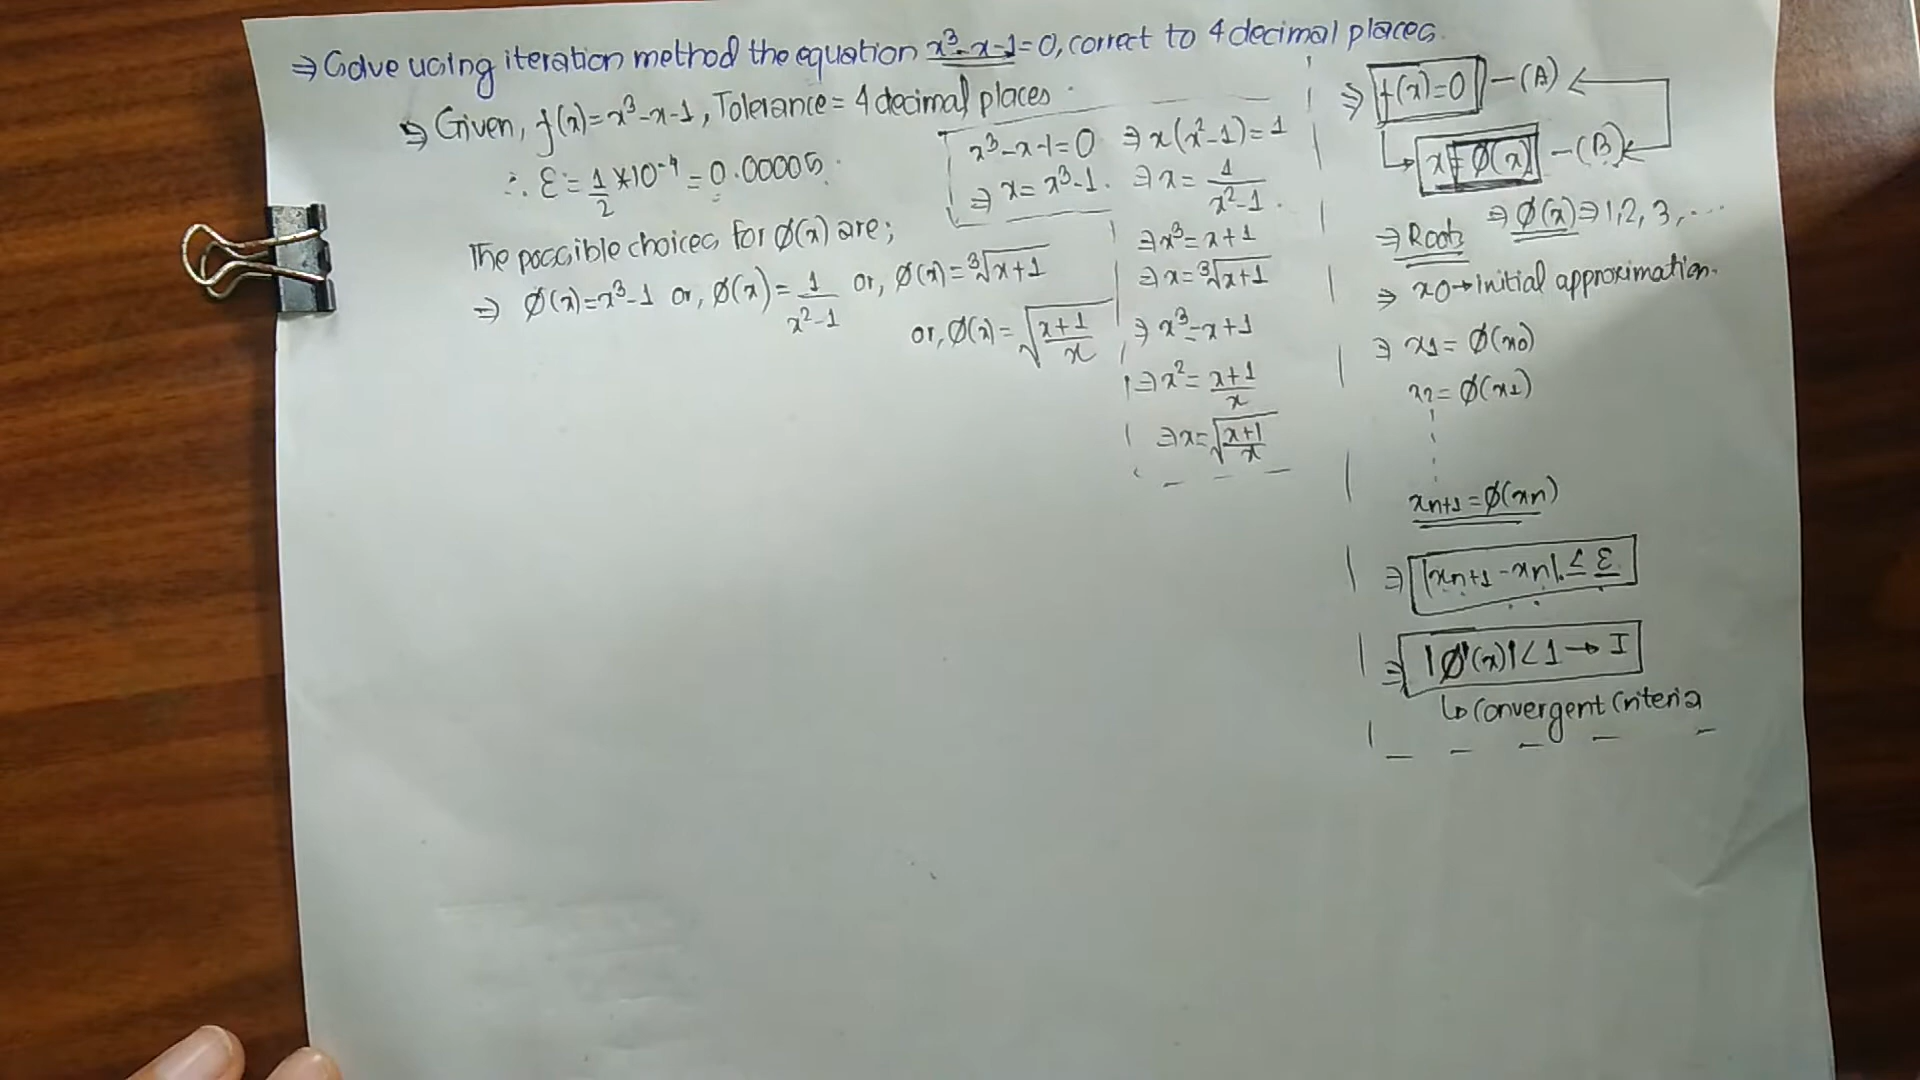 ⇒ Solve using iteration method the equation x³-x-1=0, correct to 4 decimal places.
⇒ Given, f(x)=x³-x-1, Tolerance = 4 decimal places.
∴ Ɛ = 1/2 *10⁻⁴ = 0.00005.
The possible choices for Ø(x) are;
⇒ Ø(x)=x³-1 or, Ø(x)= 1/(x²-1) or, Ø(x)=∛(x+1)
or, Ø(x)=√((x+1)/x)
x³-x-1=0
⇒ x=x³-1.
⇒ x(x²-1)=1
⇒ x= 1/(x²-1).
⇒ x³=x+1
⇒ x=∛(x+1)
⇒ x³=x+1
⇒ x²= (x+1)/x
⇒ x=√((x+1)/x)
⇒ f(x)=0 -(A)
x=Ø(x) -(B)
⇒ Ø(x)⇒1,2,3,...
⇒ Roots
⇒ x0→initial approximation.
⇒ x1= Ø(x0)
x2= Ø(x1)
xn+1=Ø(xn)
⇒ |xn+1-xn|≤ Ɛ
⇒ |Ø'(x)|<1→I
↳ Convergent Criteria